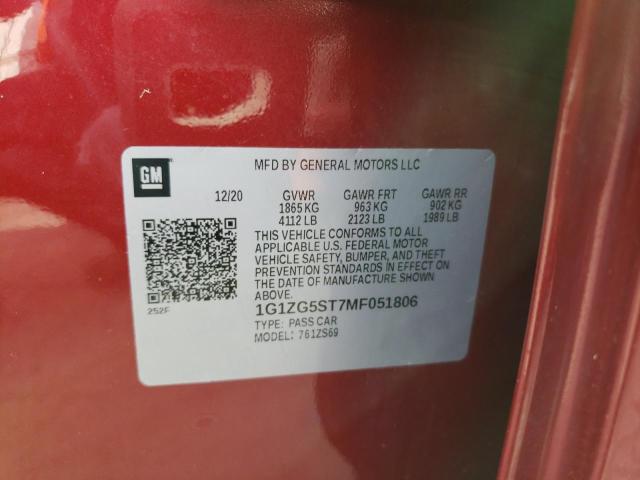 GM
MFD BY GENERAL MOTORS LLC
12/20 GVWR GAWR FRT GAWR RR
1865 KG 963 KG 902 KG
4112 LB 2123 LB 1989 LB
THIS VEHICLE CONFORMS TO ALL
APPLICABLE U.S. FEDERAL MOTOR
VEHICLE SAFETY, BUMPER, AND THEFT
PREVENTION STANDARDS IN EFFECT ON
THE DATE OF MANUFACTURE SHOWN
ABOVE.
252F
1G1ZG5ST7MF051806
TYPE: PASS CAR
MODEL: 761ZS69